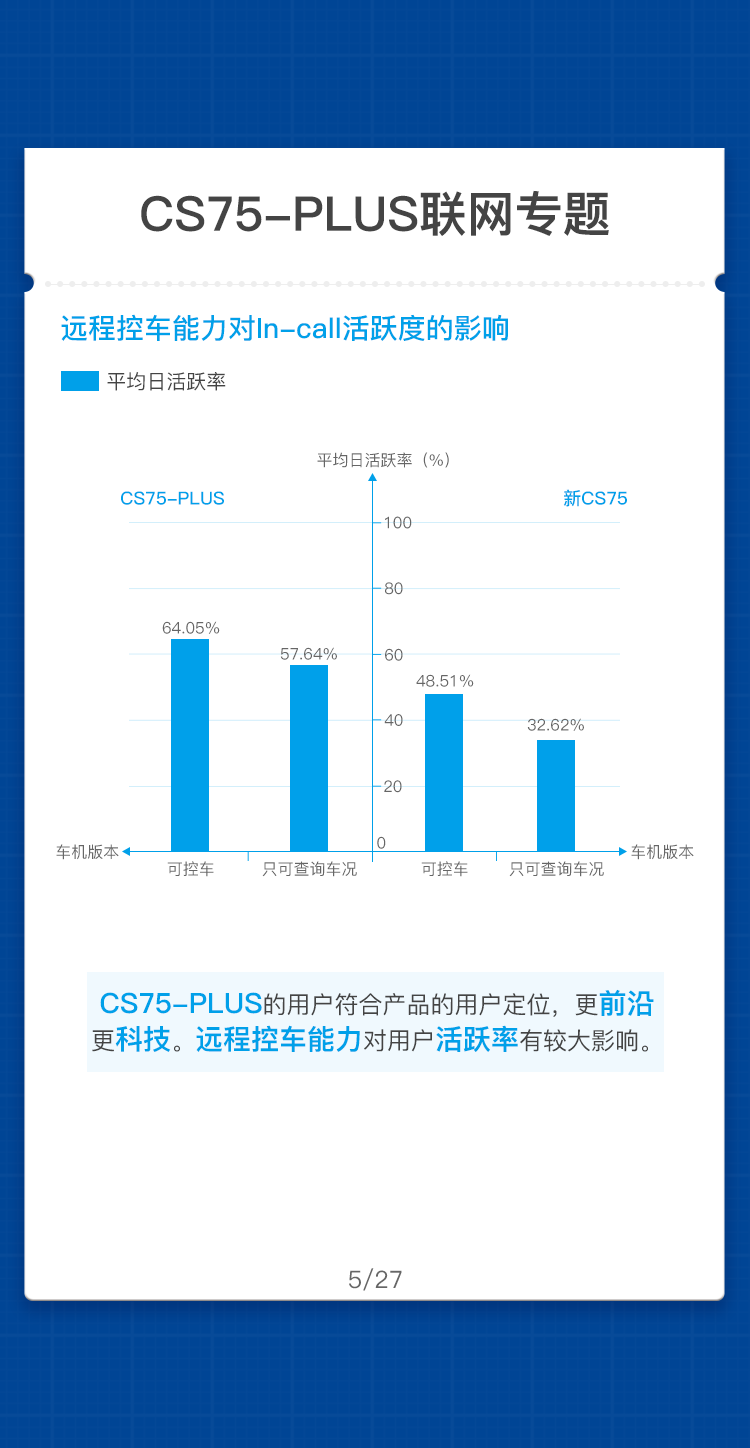 CS75-PLUS联网专题
远程控车能力对In-call活跃度的影响
平均日活跃率
平均日活跃率（%）
CS75-PLUS
新CS75
100
80
60
40
20
0
64.05%
57.64%
48.51%
32.62%
车机版本
车机版本
可控车
只可查询车况
可控车
只可查询车况
CS75-PLUS的用户符合产品的用户定位，更前沿
更科技。远程控车能力对用户活跃率有较大影响。
5/27